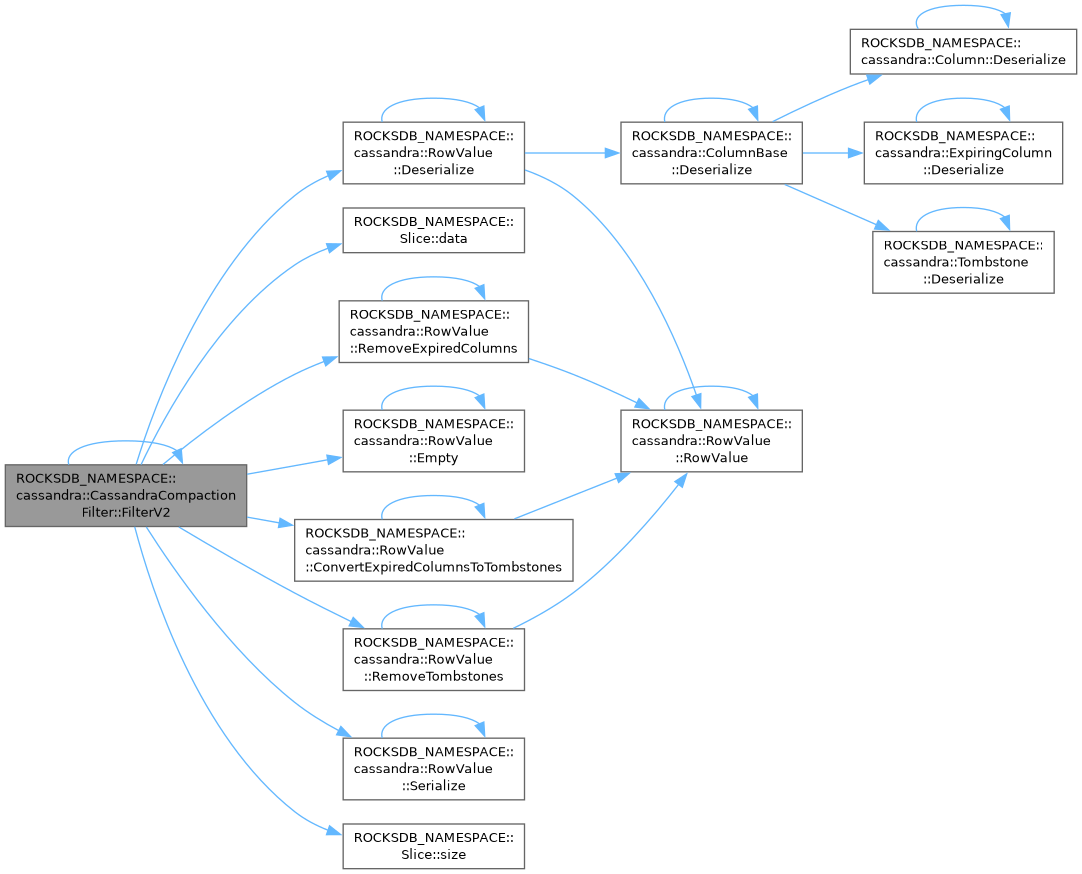 ROCKSDB_NAMESPACE::
cassandra::CassandraCompaction
Filter::FilterV2
ROCKSDB_NAMESPACE::
cassandra::RowValue
::Deserialize
ROCKSDB_NAMESPACE::
Slice::data
ROCKSDB_NAMESPACE::
cassandra::RowValue
::RemoveExpiredColumns
ROCKSDB_NAMESPACE::
cassandra::RowValue
::Empty
ROCKSDB_NAMESPACE::
cassandra::RowValue
::ConvertExpiredColumnsToTombstones
ROCKSDB_NAMESPACE::
cassandra::RowValue
::RemoveTombstones
ROCKSDB_NAMESPACE::
cassandra::RowValue
::Serialize
ROCKSDB_NAMESPACE::
Slice::size
ROCKSDB_NAMESPACE::
cassandra::ColumnBase
::Deserialize
ROCKSDB_NAMESPACE::
cassandra::RowValue
::RowValue
ROCKSDB_NAMESPACE::
cassandra::Column::Deserialize
ROCKSDB_NAMESPACE::
cassandra::ExpiringColumn
::Deserialize
ROCKSDB_NAMESPACE::
cassandra::Tombstone
::Deserialize